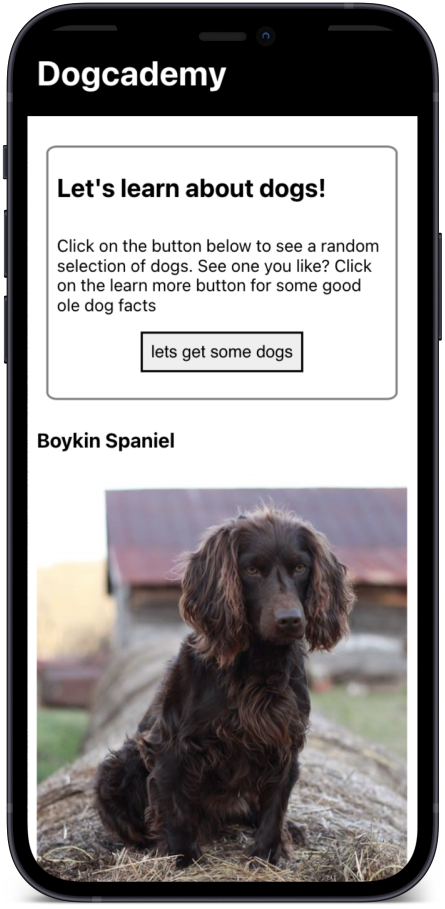 Dogcademy
Let's learn about dogs!
Click on the button below to see a random
selection of dogs. See one you like? Click
on the learn more button for some good
ole dog facts
lets get some dogs
Boykin Spaniel